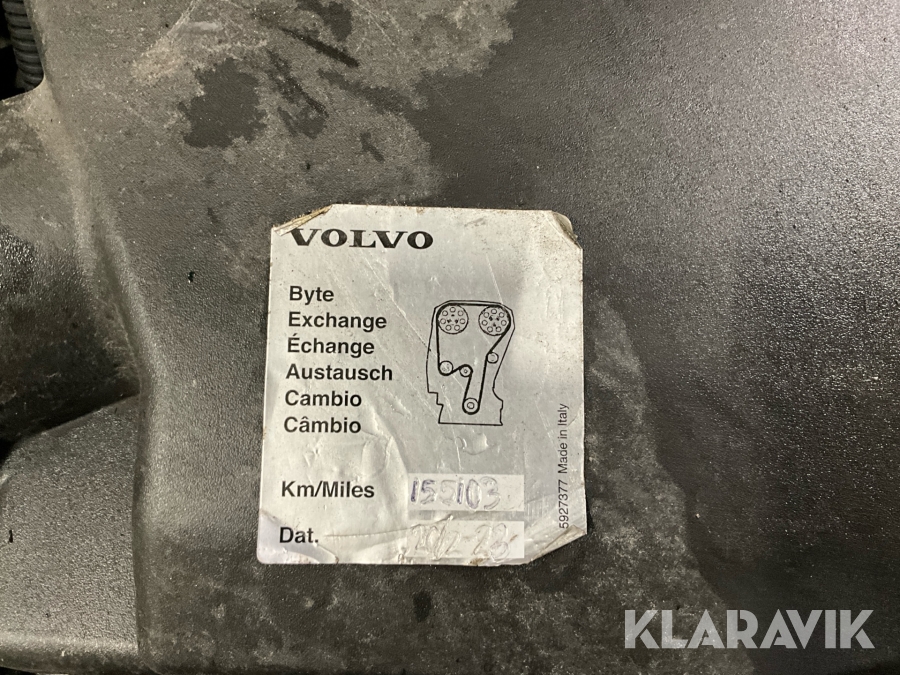 VOLVO
Byte
Exchange
Échange
Austausch
Cambio
Câmbio
Km/Miles 155103
Dat.
5927377 Made in Italy
KLARAVIK